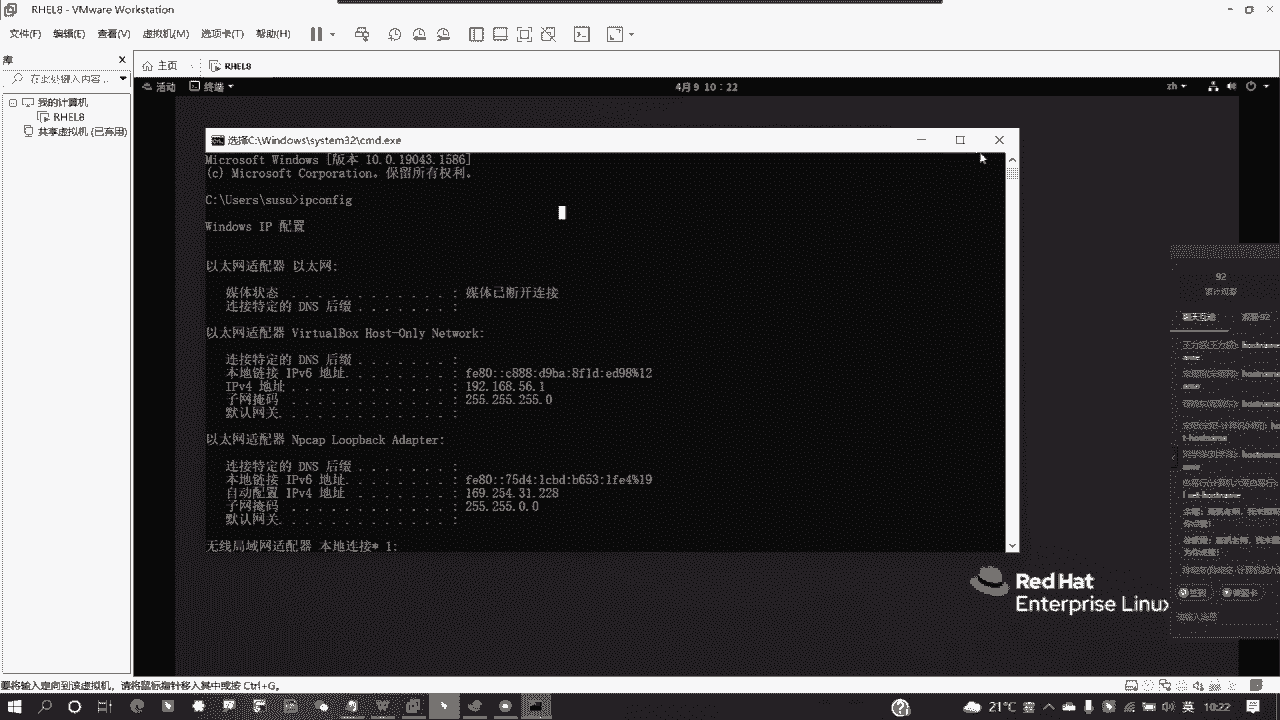 RHEL8 - VMware Workstation
文件(F) 编辑(E) 查看(V) 虚拟机(M) 选项卡(T) 帮助(H)
库
在此处键入内容...
我的计算机
RHEL8
共享虚拟机 (已弃用)
主页
RHEL8
活动
终端
4月 9 10：22
zh
选择C:\Windows\system32\cmd.exe
Microsoft Windows [版本 10.0.19043.1586]
(c) Microsoft Corporation。保留所有权利。
C:\Users\susu>ipconfig
Windows IP 配置
以太网适配器 以太网:
媒体状态 . . . . . . . . . . . . : 媒体已断开连接
连接特定的 DNS 后缀 . . . . . . . :
以太网适配器 VirtualBox Host-Only Network:
连接特定的 DNS 后缀 . . . . . . . :
本地链接 IPv6 地址. . . . . . . . : fe80::c888:d9ba:8f1d:ed98%12
IPv4 地址 . . . . . . . . . . . . : 192.168.56.1
子网掩码 . . . . . . . . . . . . : 255.255.255.0
默认网关. . . . . . . . . . . . . :
以太网适配器 Npcap Loopback Adapter:
连接特定的 DNS 后缀 . . . . . . . :
本地链接 IPv6 地址. . . . . . . . : fe80::75d4:1cbd:b653:1fe4%19
自动配置 IPv4 地址 . . . . . . . : 169.254.31.228
子网掩码 . . . . . . . . . . . . : 255.255.0.0
默认网关. . . . . . . . . . . . . :
无线局域网适配器 本地连接* 1:
Red Hat
Enterprise Linux
92
要将输入定向到该虚拟机，请将鼠标指针移入其中或按 Ctrl+G。
21°C
英
10:22